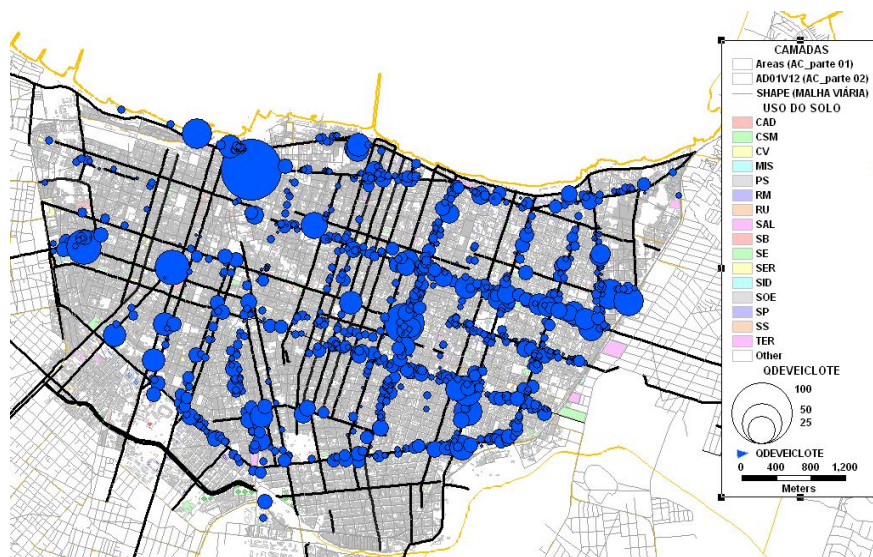 CAMADAS
Areas (AC_parte 01)
AD01V12 (AC_parte 02)
SHAPE (MALHA VIÁRIA)
USO DO SOLO
CAD
CSM
CV
MIS
PS
RM
RU
SAL
SB
SE
SER
SID
SOE
SP
SS
TER
Other
QDEVEICLOTE
100
50
25
QDEVEICLOTE
0 400 800 1,200
Meters